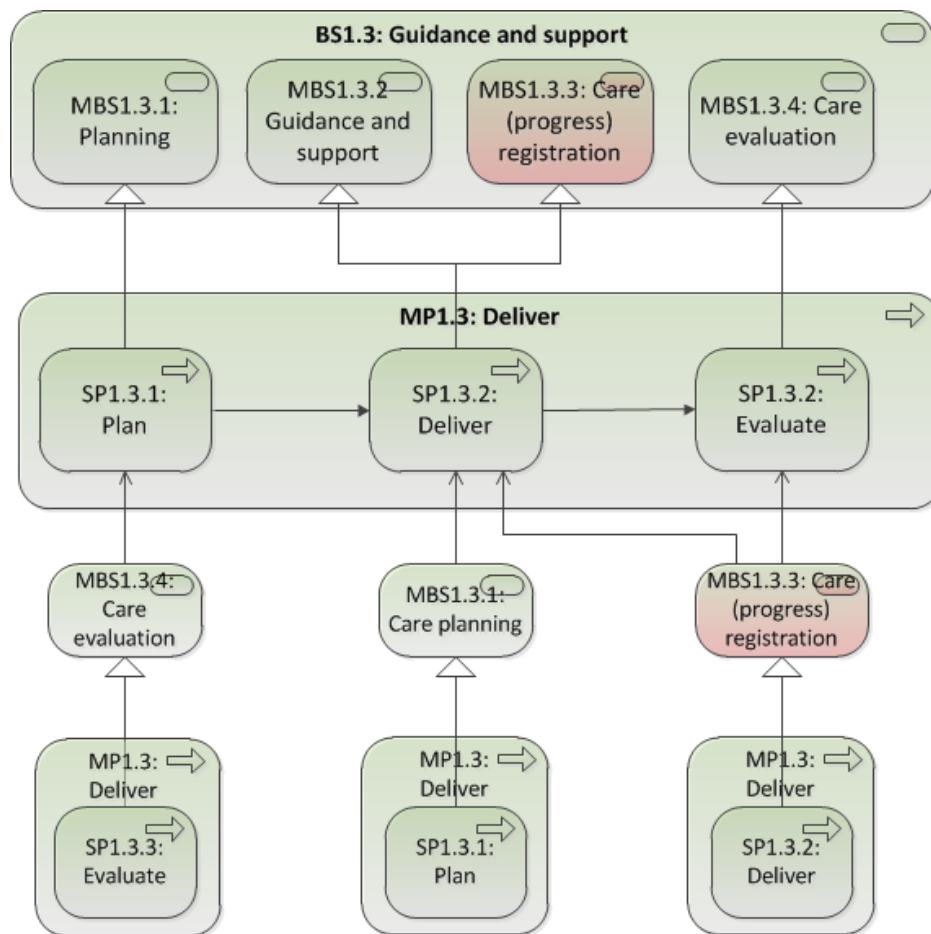 BS1.3: Guidance and support
MBS1.3.1:
Planning
MBS1.3.2
Guidance and
support
MBS1.3.3: Care
(progress)
registration
MBS1.3.4: Care
evaluation
MP1.3: Deliver
SP1.3.1:
Plan
SP1.3.2:
Deliver
SP1.3.2:
Evaluate
MBS1.3.4:
Care
evaluation
MBS1.3.1:
Care planning
MBS1.3.3: Care
(progress)
registration
MP1.3:
Deliver
SP1.3.3:
Evaluate
MP1.3:
Deliver
SP1.3.1:
Plan
MP1.3:
Deliver
SP1.3.2:
Deliver